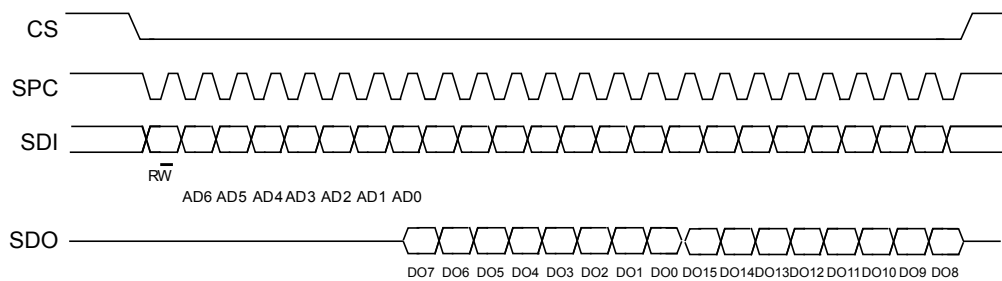 CS
SPC
SDI
RW̅
AD6 AD5 AD4 AD3 AD2 AD1 AD0
SDO
DO7 DO6 DO5 DO4 DO3 DO2 DO1 DO0 DO15 DO14 DO13 DO12 DO11 DO10 DO9 DO8